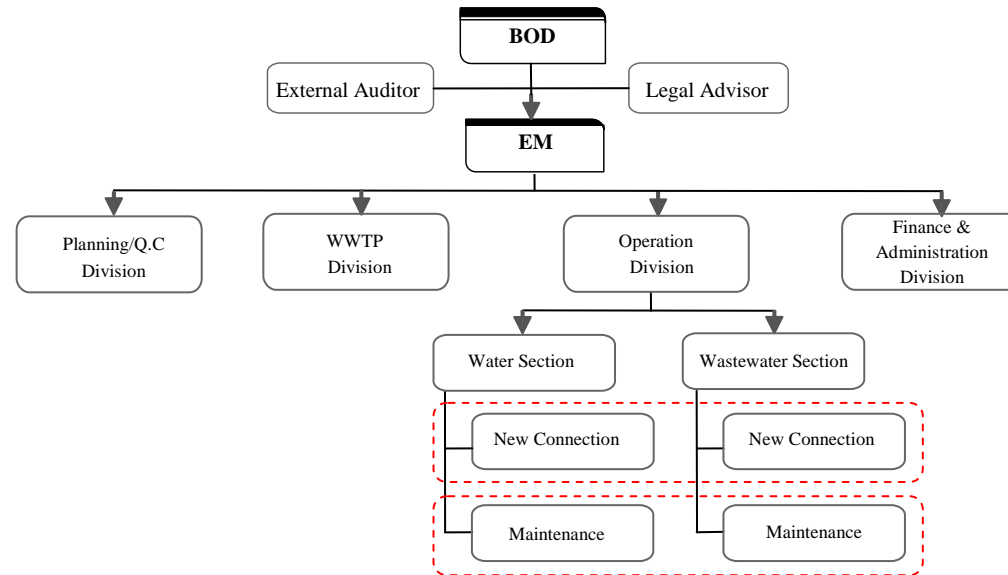 BOD
External Auditor
Legal Advisor
EM
Planning/Q.C
Division
WWTP
Division
Operation
Division
Finance &
Administration
Division
Water Section
Wastewater Section
New Connection
New Connection
Maintenance
Maintenance